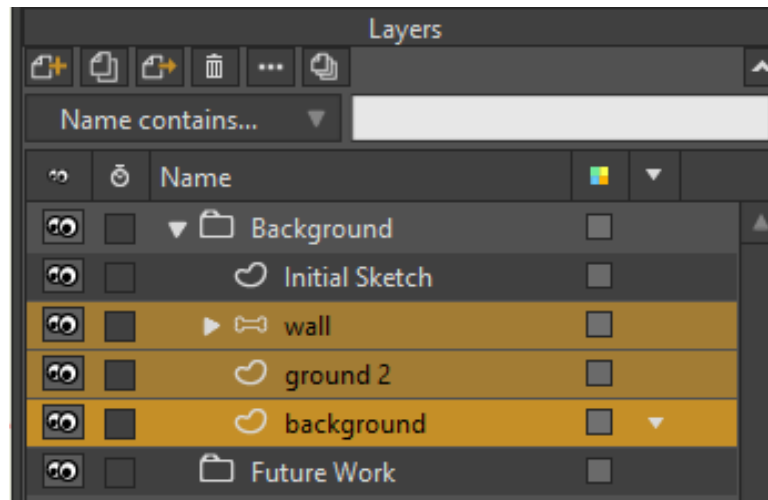 Layers
Name contains...
Name
Background
Initial Sketch
wall
ground 2
background
Future Work